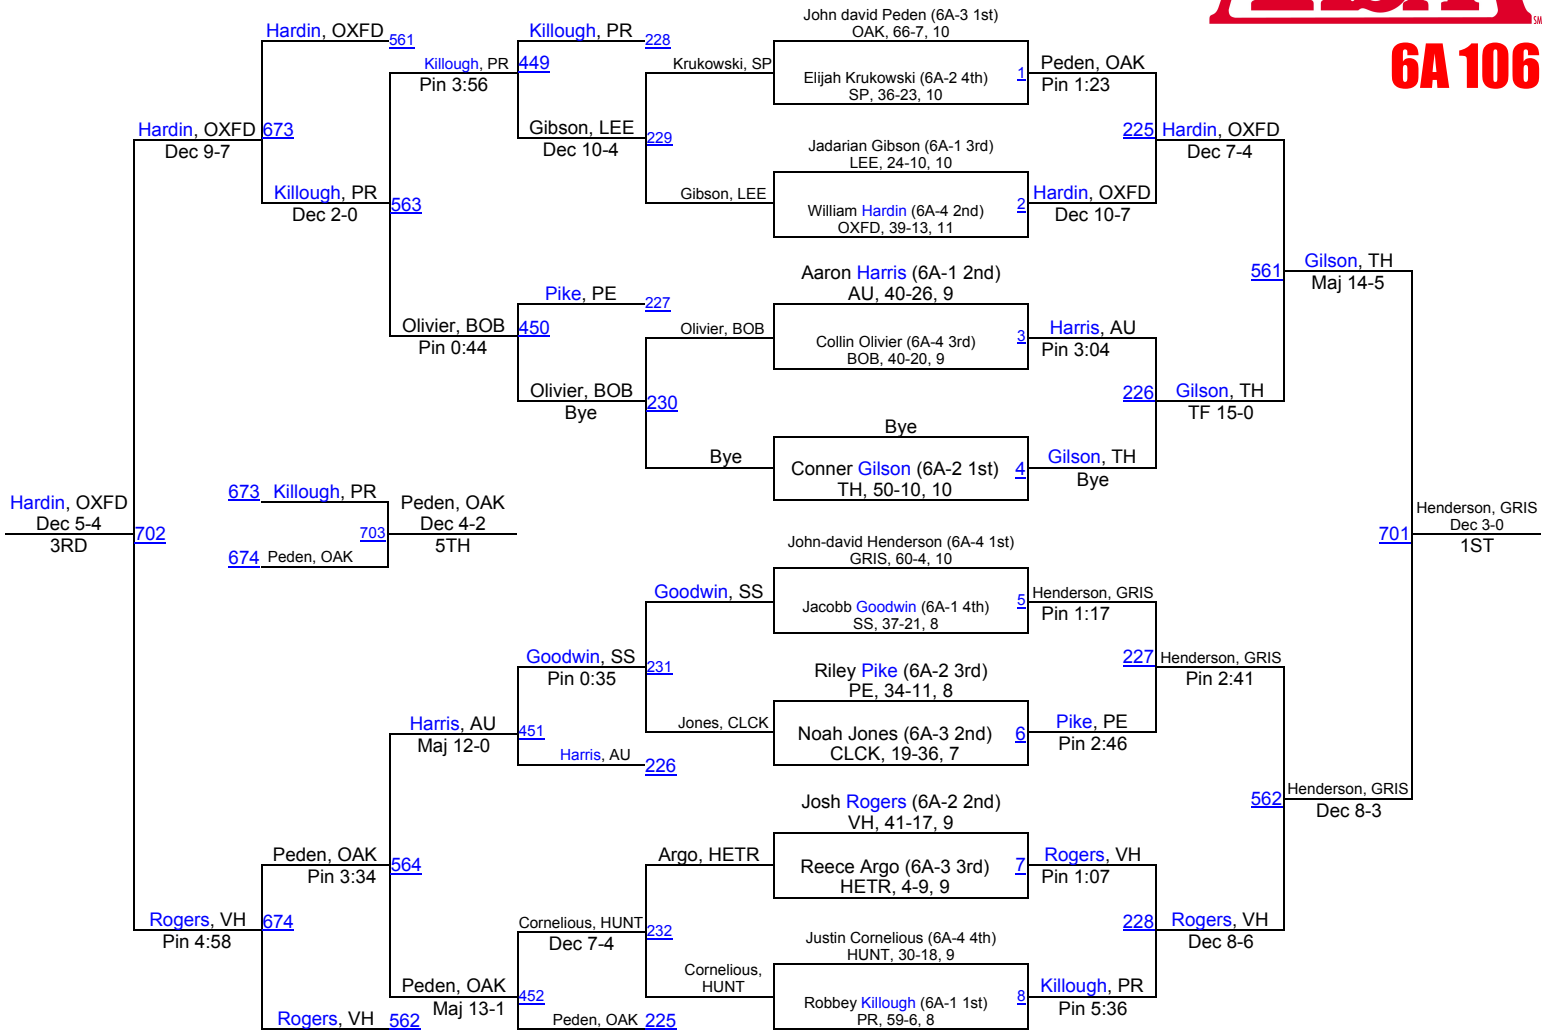 6A 106
SM
John david Peden (6A-3 1st)
OAK, 66-7, 10
Elijah Krukowski (6A-2 4th)
SP, 36-23, 10
1
Jadarian Gibson (6A-1 3rd)
LEE, 24-10, 10
William Hardin (6A-4 2nd)
OXFD, 39-13, 11
2
Aaron Harris (6A-1 2nd)
AU, 40-26, 9
Collin Olivier (6A-4 3rd)
BOB, 40-20, 9
3
Bye
Conner Gilson (6A-2 1st)
TH, 50-10, 10
4
John-david Henderson (6A-4 1st)
GRIS, 60-4, 10
Jacobb Goodwin (6A-1 4th)
SS, 37-21, 8
5
Riley Pike (6A-2 3rd)
PE, 34-11, 8
Noah Jones (6A-3 2nd)
CLCK, 19-36, 7
6
Josh Rogers (6A-2 2nd)
VH, 41-17, 9
Reece Argo (6A-3 3rd)
HETR, 4-9, 9
7
Justin Cornelious (6A-4 4th)
HUNT, 30-18, 9
Robbey Killough (6A-1 1st)
PR, 59-6, 8
8
Peden, OAK
Pin 1:23
Hardin, OXFD
Dec 10-7
Harris, AU
Pin 3:04
Gilson, TH
Bye
Henderson, GRIS
Pin 1:17
Pike, PE
Pin 2:46
Rogers, VH
Pin 1:07
Killough, PR
Pin 5:36
225
Hardin, OXFD
Dec 7-4
226
Gilson, TH
TF 15-0
227
Henderson, GRIS
Pin 2:41
228
Rogers, VH
Dec 8-6
561
Gilson, TH
Maj 14-5
562
Henderson, GRIS
Dec 8-3
701
Henderson, GRIS
Dec 3-0
1ST
Krukowski, SP
Gibson, LEE
Olivier, BOB
Bye
Goodwin, SS
Jones, CLCK
Argo, HETR
Cornelious,
HUNT
Killough, PR
228
Gibson, LEE
Dec 10-4
229
Pike, PE
227
Olivier, BOB
Bye
230
Goodwin, SS
Pin 0:35
231
Harris, AU
226
Cornelious, HUNT
Dec 7-4
232
Peden, OAK
225
Killough, PR
Pin 3:56
449
Olivier, BOB
Pin 0:44
450
Harris, AU
Maj 12-0
451
Peden, OAK
Maj 13-1
452
Hardin, OXFD
561
Killough, PR
Dec 2-0
563
Peden, OAK
Pin 3:34
564
Rogers, VH
562
Hardin, OXFD
Dec 9-7
673
Rogers, VH
Pin 4:58
674
Hardin, OXFD
Dec 5-4
3RD
702
673
Killough, PR
674
Peden, OAK
703
Peden, OAK
Dec 4-2
5TH